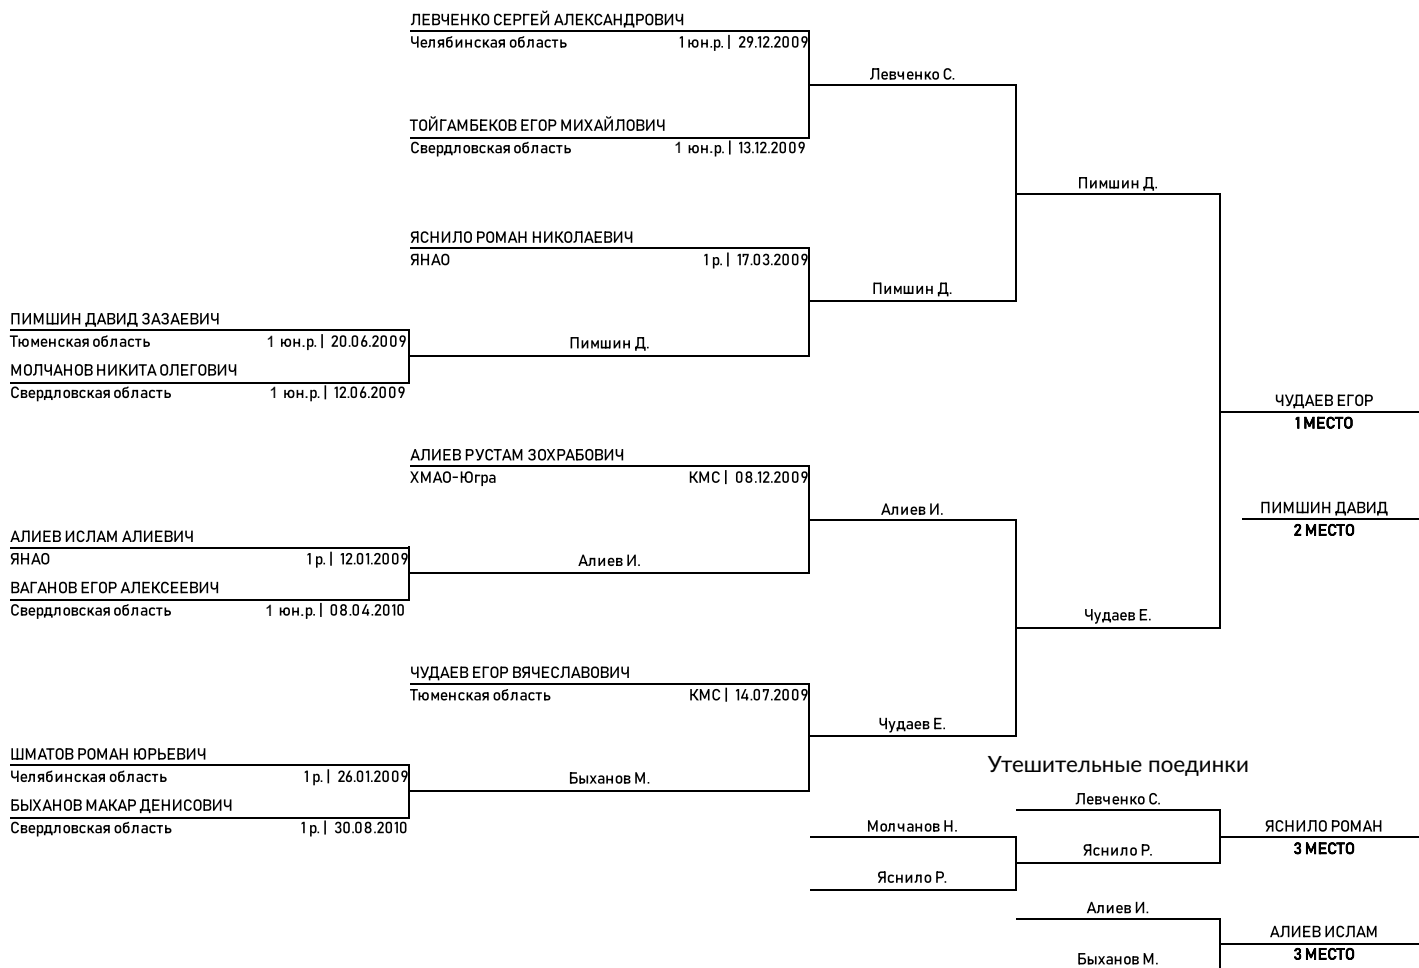 ЛЕВЧЕНКО СЕРГЕЙ АЛЕКСАНДРОВИЧ
Челябинская область 1 юн.р. | 29.12.2009
Левченко С.
ТОЙГАМБЕКОВ ЕГОР МИХАЙЛОВИЧ
Свердловская область 1 юн.р. | 13.12.2009
Пимшин Д.
ЯСНИЛО РОМАН НИКОЛАЕВИЧ
ЯНАО 1 р. | 17.03.2009
Пимшин Д.
ПИМШИН ДАВИД ЗАЗАЕВИЧ
Тюменская область 1 юн.р. | 20.06.2009
Пимшин Д.
МОЛЧАНОВ НИКИТА ОЛЕГОВИЧ
Свердловская область 1 юн.р. | 12.06.2009
ЧУДАЕВ ЕГОР
1 МЕСТО
АЛИЕВ РУСТАМ ЗОХРАБОВИЧ
ХМАО-Югра КМС | 08.12.2009
Алиев И.
ПИМШИН ДАВИД
2 МЕСТО
АЛИЕВ ИСЛАМ АЛИЕВИЧ
ЯНАО 1 р. | 12.01.2009
Алиев И.
ВАГАНОВ ЕГОР АЛЕКСЕЕВИЧ
Свердловская область 1 юн.р. | 08.04.2010
Чудаев Е.
ЧУДАЕВ ЕГОР ВЯЧЕСЛАВОВИЧ
Тюменская область КМС | 14.07.2009
Чудаев Е.
ШМАТОВ РОМАН ЮРЬЕВИЧ
Челябинская область 1 р. | 26.01.2009
Быханов М.
БЫХАНОВ МАКАР ДЕНИСОВИЧ
Свердловская область 1 р. | 30.08.2010
Утешительные поединки
Левченко С.
Молчанов Н.
ЯСНИЛО РОМАН
3 МЕСТО
Яснило Р.
Яснило Р.
Алиев И.
АЛИЕВ ИСЛАМ
3 МЕСТО
Быханов М.